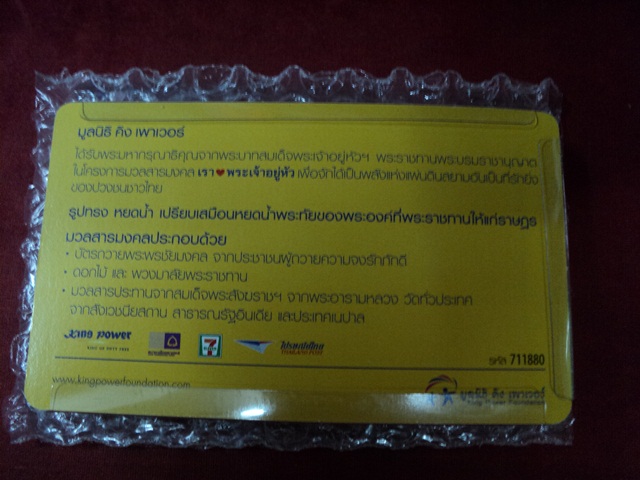 มูลนิธิ คิง เพาเวอร์
ได้รับพระมหากรุณาธิคุณจากพระบาทสมเด็จพระเจ้าอยู่หัวฯ พระราชทานพระบรมราชานุญาต
ในโครงการมวลสารมงคล เรา❤พระเจ้าอยู่หัว เพื่อจักได้เป็นพลังแห่งแผ่นดินสยามอันเป็นที่รักยิ่ง
ของปวงชนชาวไทย
รูปทรง หยดน้ำ เปรียบเสมือนหยดน้ำพระทัยของพระองค์ที่พระราชทานให้แก่ราษฎร
มวลสารมงคลประกอบด้วย
• บัตรถวายพระพรชัยมงคล จากประชาชนผู้ถวายความจงรักภักดี
• ดอกไม้ และ พวงมาลัยพระราชทาน
• มวลสารประทานจากสมเด็จพระสังฆราชฯ จากพระอารามหลวง วัดทั่วประเทศ
จากสังเวชนียสถาน สาธารณรัฐอินเดีย และประเทศเนปาล
King power
7 ELEVEN
ไปรษณีย์ไทย
รหัส 711880
www.kingpowerfoundation.com
มูลนิธิ คิง เพาเวอร์
King Power Foundation